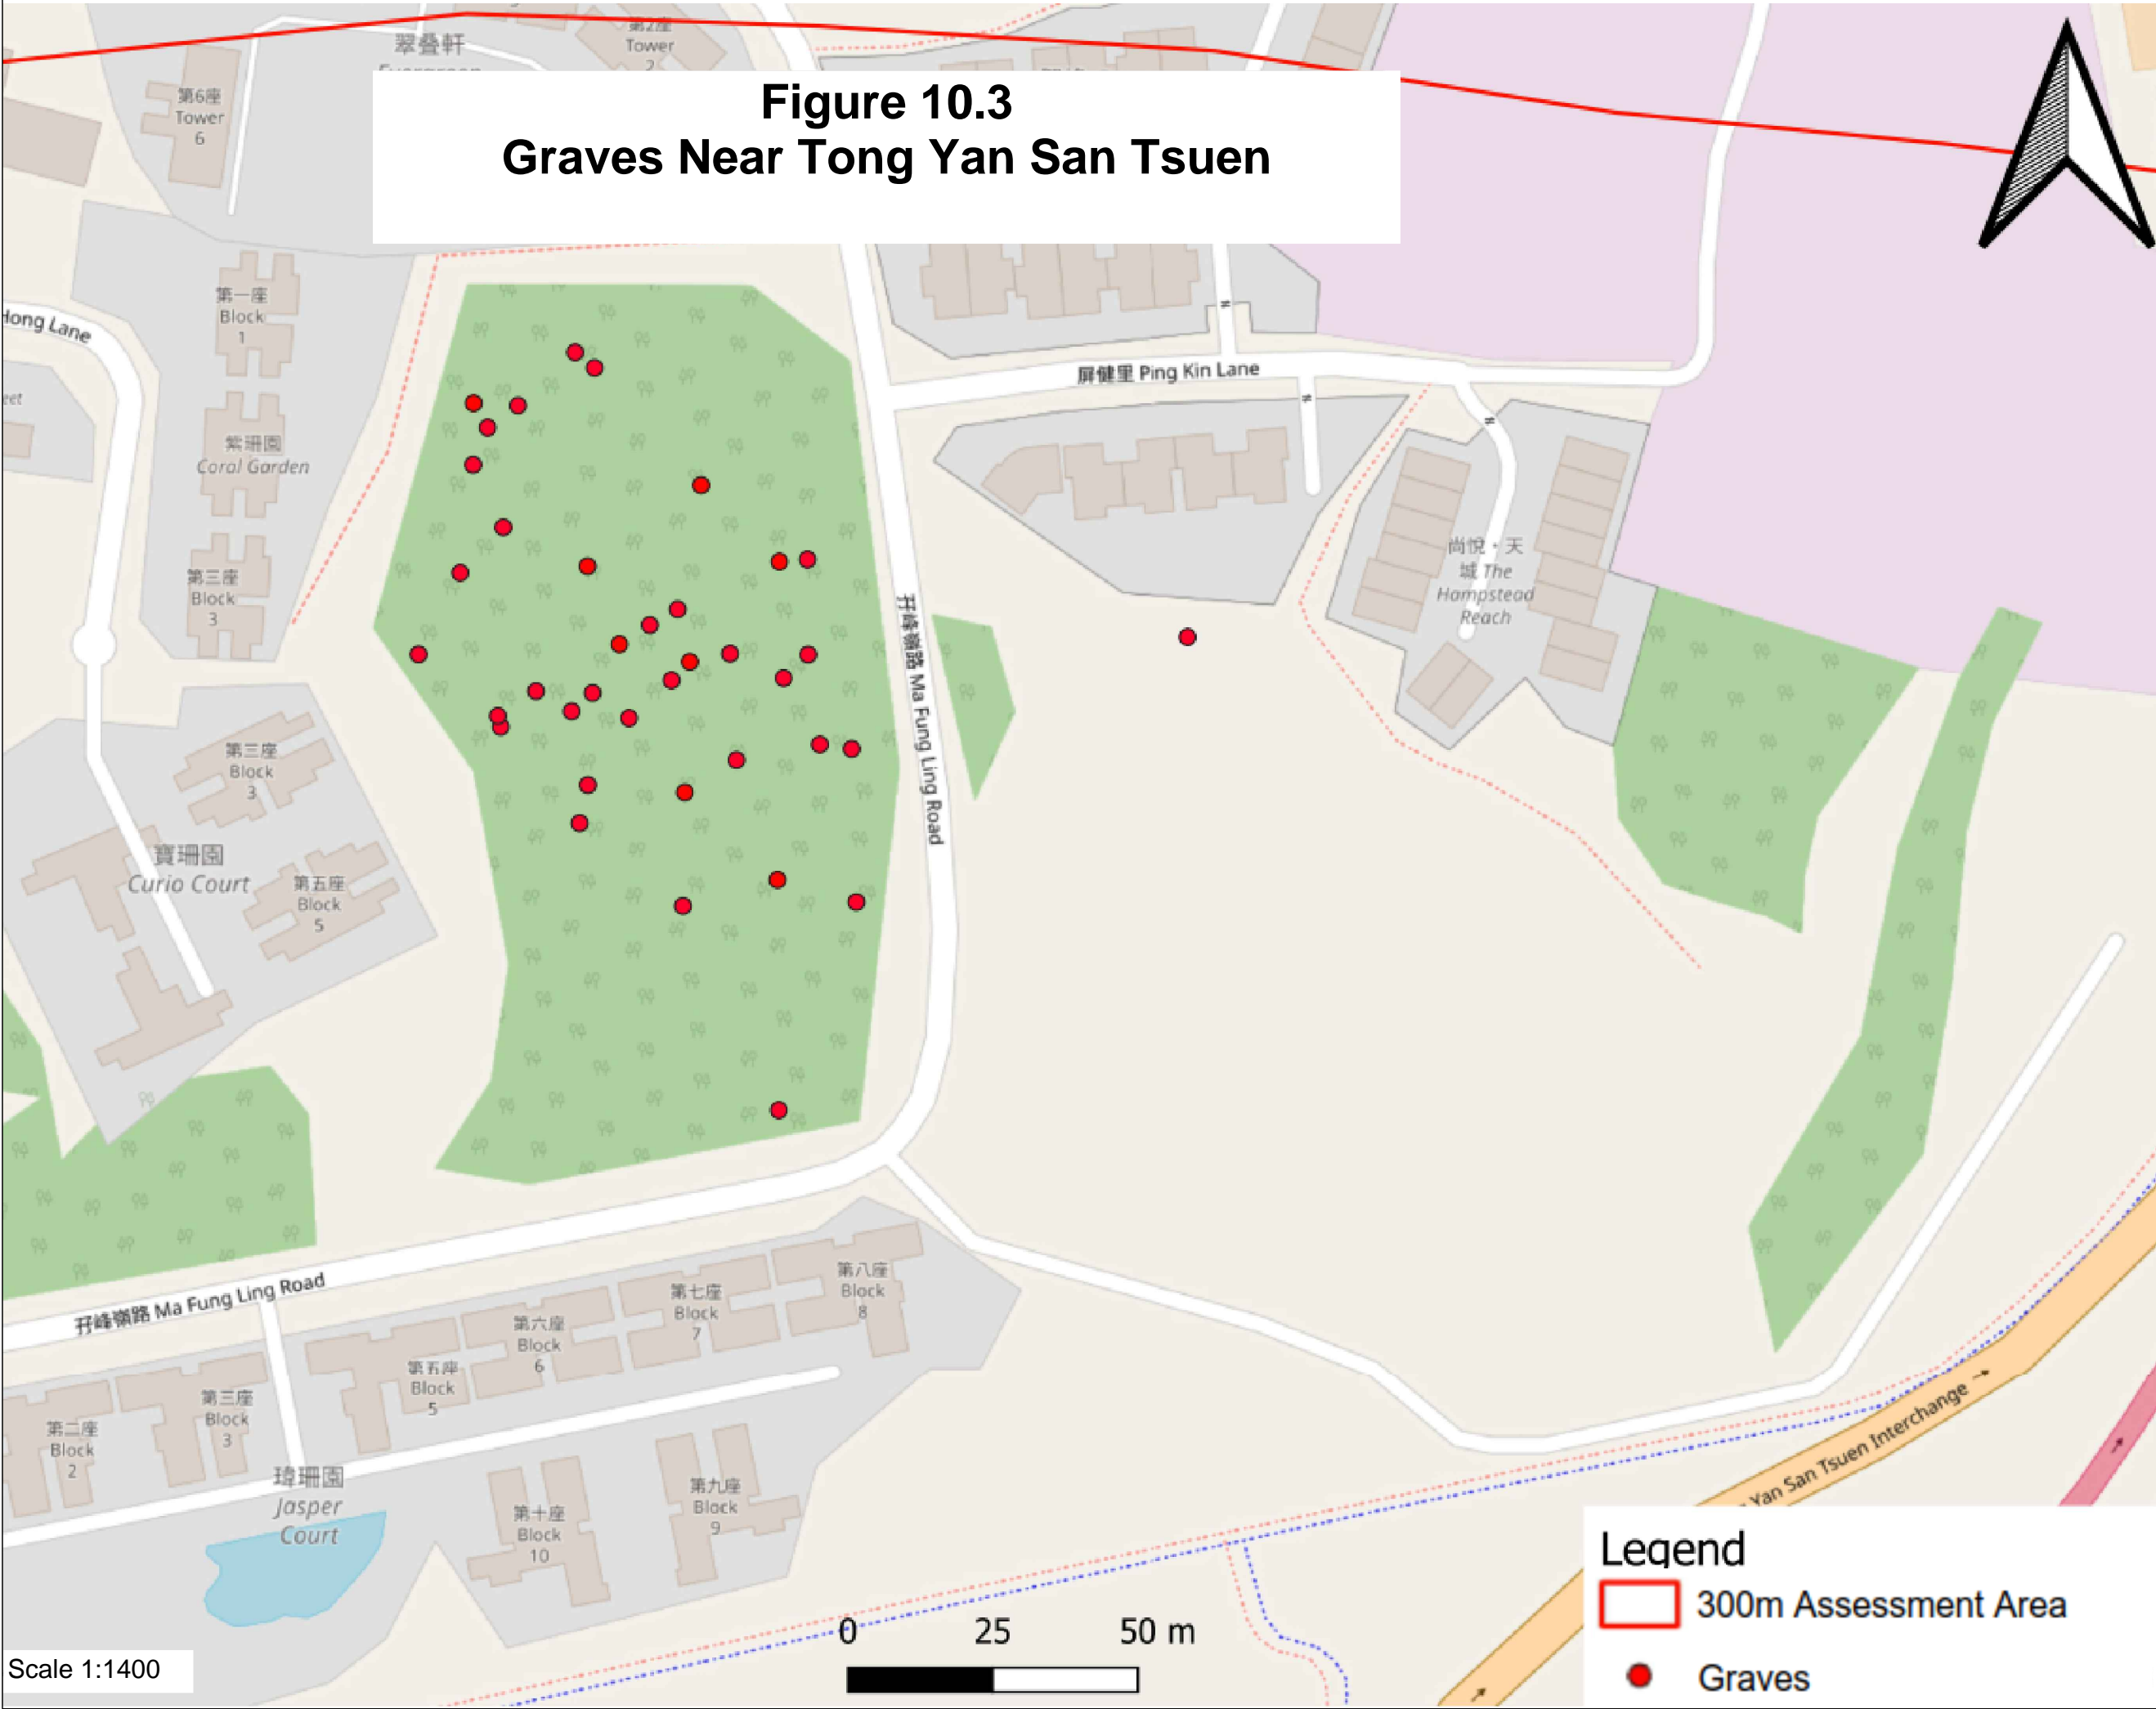 翠叠軒
第2座
Tower
2
第6座
Tower
6
Figure 10.3
Graves Near Tong Yan San Tsuen
第一座
Block
1
Hong Lane
屏健里 Ping Kin Lane
紫珊園
Coral Garden
第三座
Block
3
尚悅・天
城 The
Hampstead
Reach
孖峰嶺路 Ma Fung Ling Road
第三座
Block
3
寶珊園
Curio Court
第五座
Block
5
孖峰嶺路 Ma Fung Ling Road
第八座
Block
8
第七座
Block
7
第六座
Block
6
第五座
Block
5
第三座
Block
3
第二座
Block
2
瑋珊園
Jasper
Court
第十座
Block
10
第九座
Block
9
Yan San Tsuen Interchange
Legend
300m Assessment Area
Graves
0 25 50 m
Scale 1:1400